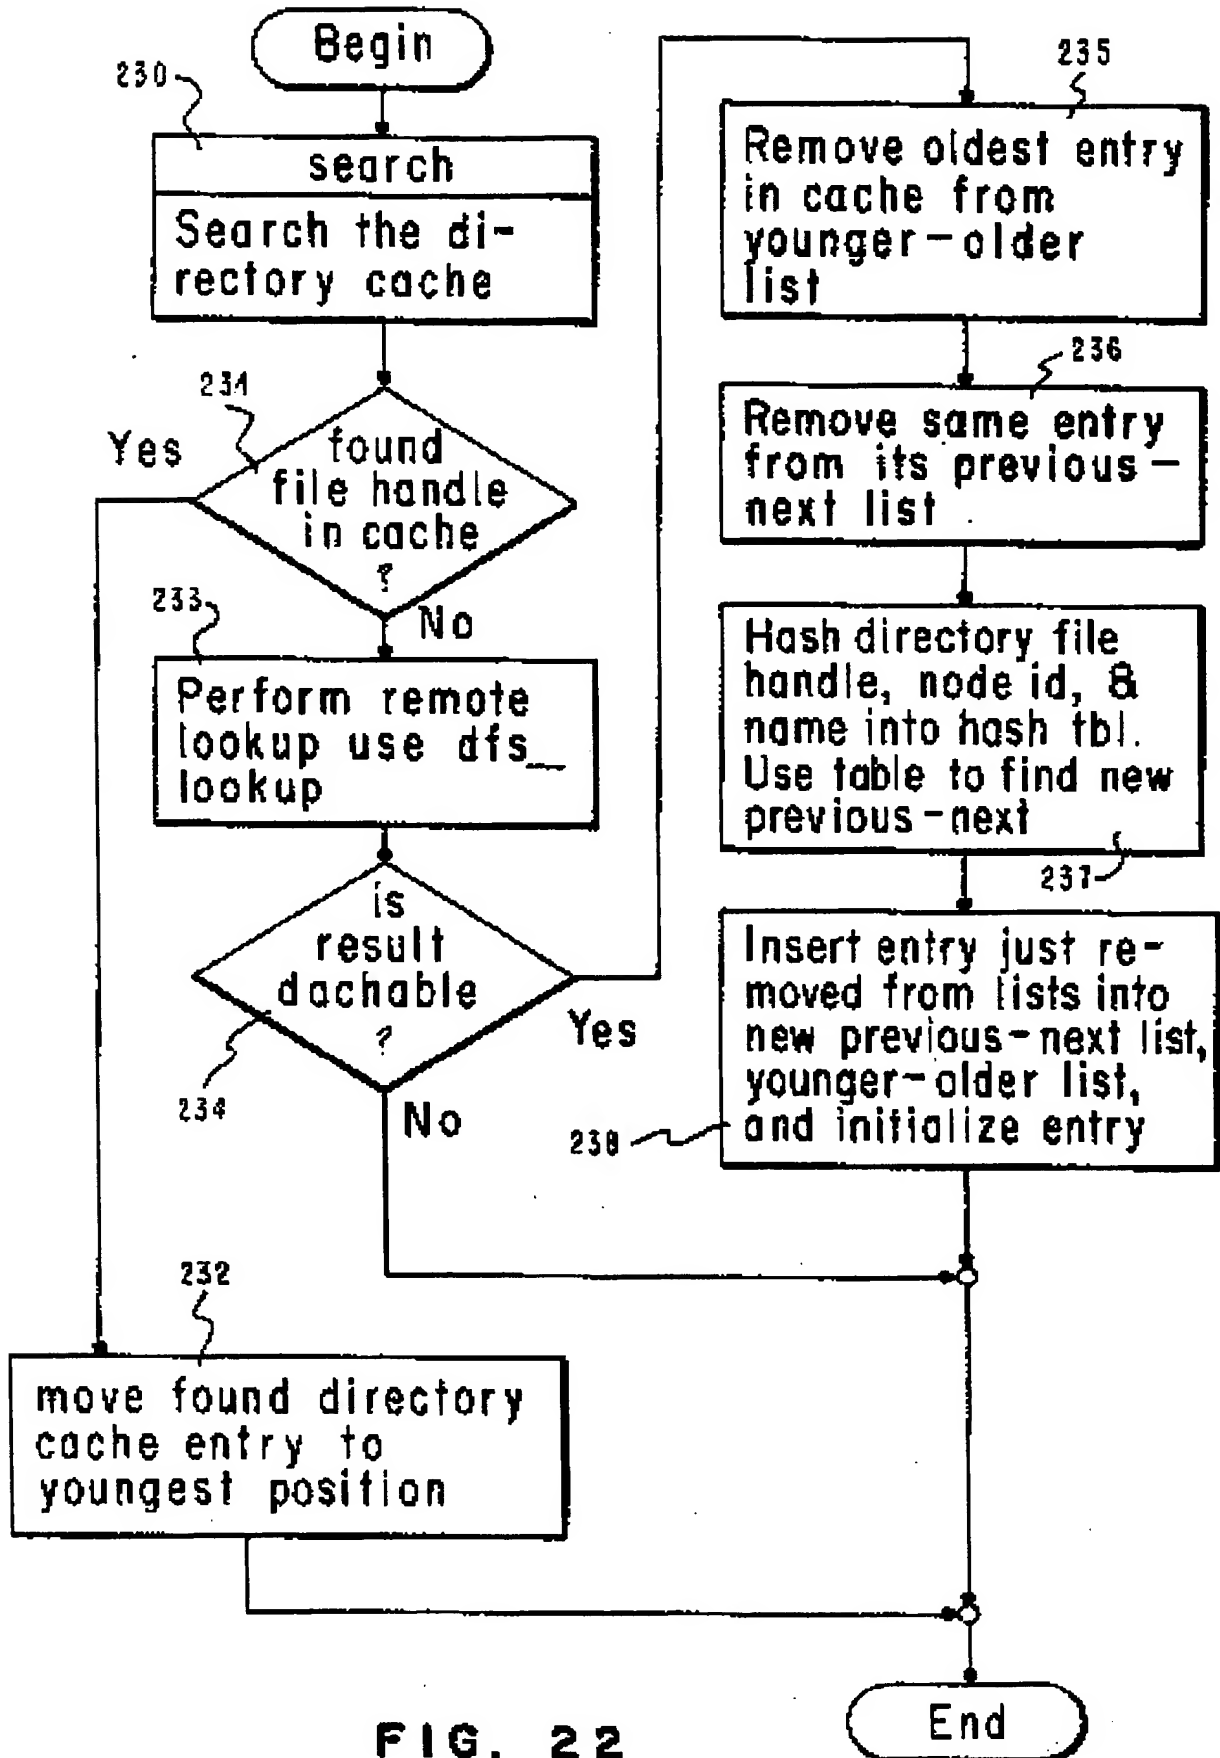 Begin
230
search
Search the di-
rectory cache
231
Yes
found
file handle
in cache
?
No
233
Perform remote
lookup use dfs_
lookup
is
result
dachable
?
Yes
234
No
232
move found directory
cache entry to
youngest position
235
Remove oldest entry
in cache from
younger-older
list
236
Remove same entry
from its previous-
next list
Hash directory file
handle, node id, &
name into hash tbl.
Use table to find new
previous-next
237
Insert entry just re-
moved from lists into
new previous-next list,
younger-older list,
and initialize entry
238
End
FIG. 22